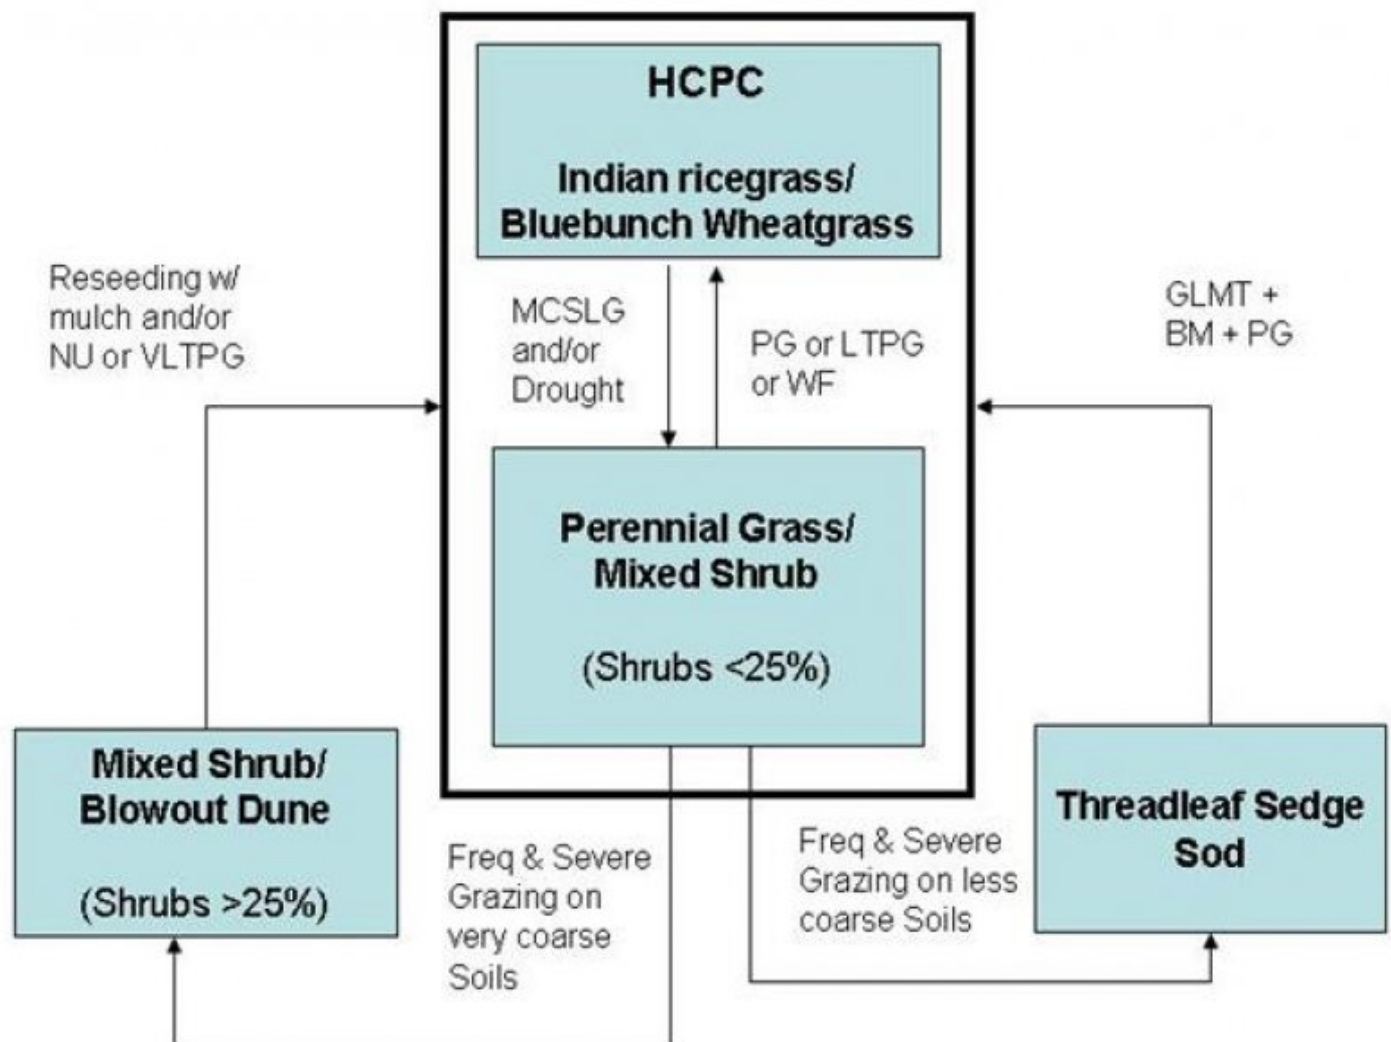 HCPC
Indian ricegrass/
Bluebunch Wheatgrass
Reseeding w/
mulch and/or
NU or VLTPG
MCSLG
and/or
Drought
PG or LTPG
or WF
GLMT +
BM + PG
Perennial Grass/
Mixed Shrub
(Shrubs <25%)
Mixed Shrub/
Blowout Dune
(Shrubs >25%)
Freq & Severe
Grazing on
very coarse
Soils
Freq & Severe
Grazing on less
coarse Soils
Threadleaf Sedge
Sod